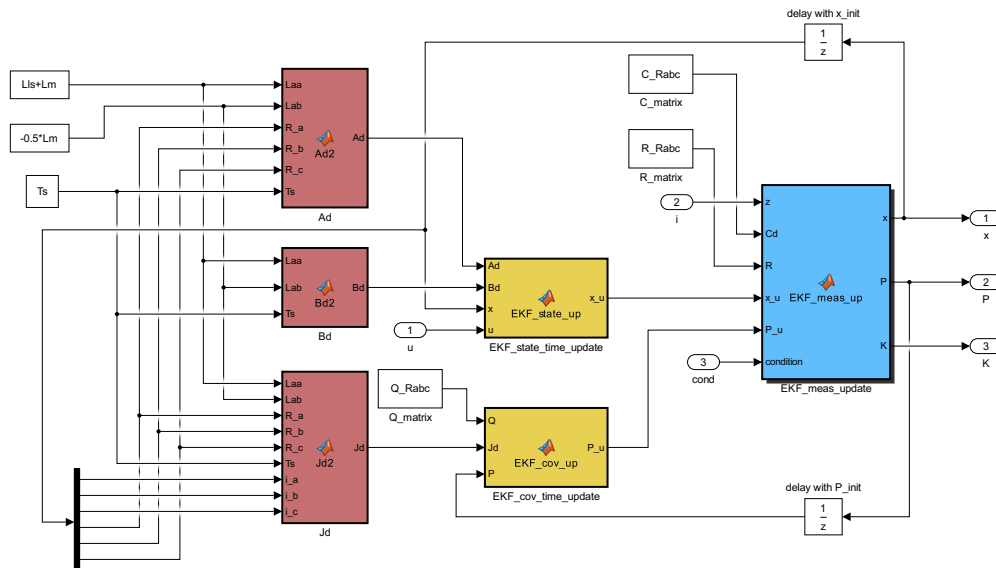 delay with x_init
1
z
Lls+Lm
-0.5*Lm
Ts
Laa
Lab
R_a
R_b
R_c
Ts
Ad2
Ad
Ad
C_Rabc
C_matrix
R_Rabc
R_matrix
2
i
z
Cd
R
x_u
P_u
condition
EKF_meas_up
x
P
K
EKF_meas_update
1
x
2
P
3
K
Laa
Lab
Ts
Bd2
Bd
Bd
Ad
Bd
x
u
EKF_state_up
x_u
EKF_state_time_update
1
u
3
cond
Laa
Lab
R_a
R_b
R_c
Ts
i_a
i_b
i_c
Jd2
Jd
Jd
Q_Rabc
Q_matrix
Q
Jd
P
EKF_cov_up
P_u
EKF_cov_time_update
delay with P_init
1
z